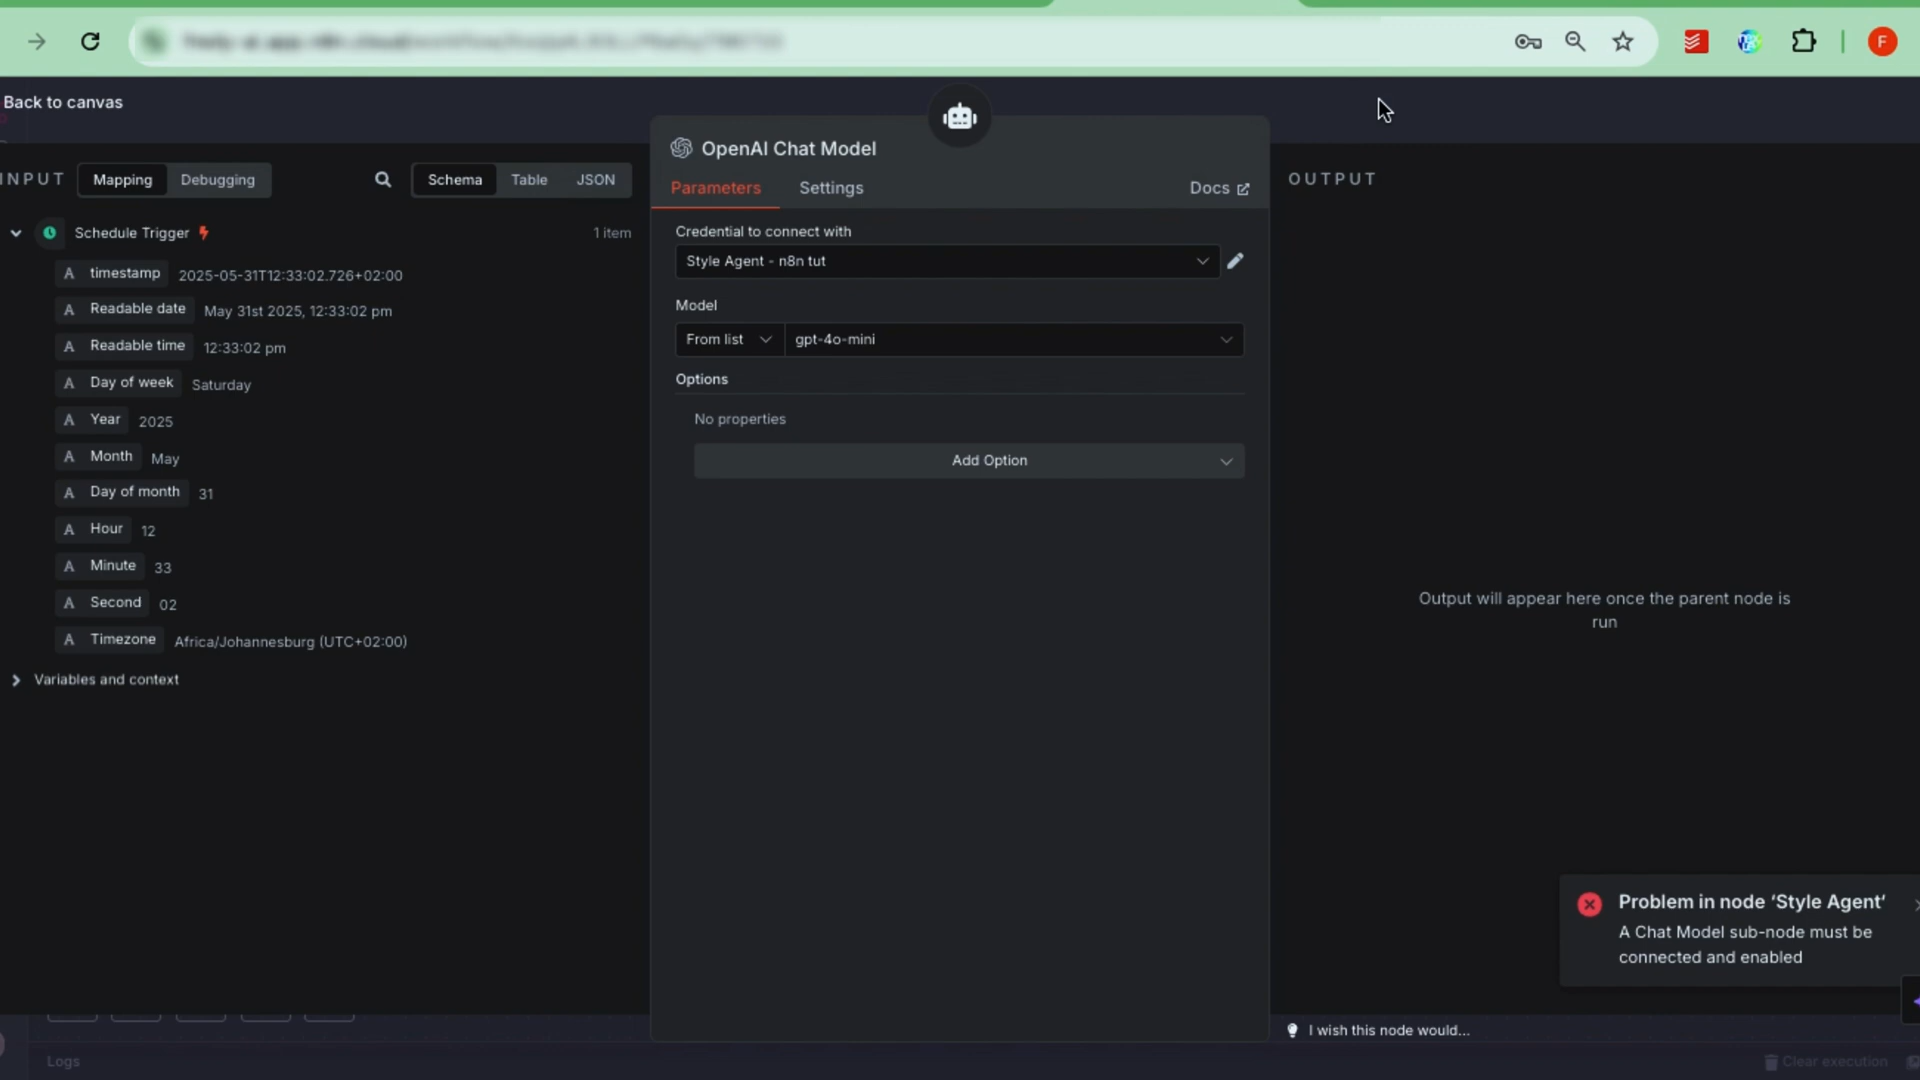 F
Back to canvas
OpenAI Chat Model
INPUT
Mapping
Debugging
Schema
Table
JSON
Parameters
Settings
Docs
OUTPUT
Schedule Trigger
1 item
A timestamp 2025-05-31T12:33:02.726+02:00
A Readable date May 31st 2025, 12:33:02 pm
A Readable time 12:33:02 pm
A Day of week Saturday
A Year 2025
A Month May
A Day of month 31
A Hour 12
A Minute 33
A Second 02
A Timezone Africa/Johannesburg (UTC+02:00)
Variables and context
Credential to connect with
Style Agent - n8n tut
Model
From list
gpt-4o-mini
Options
No properties
Add Option
Output will appear here once the parent node is
run
Problem in node ‘Style Agent‘
A Chat Model sub-node must be
connected and enabled
I wish this node would...
Logs
Clear execution